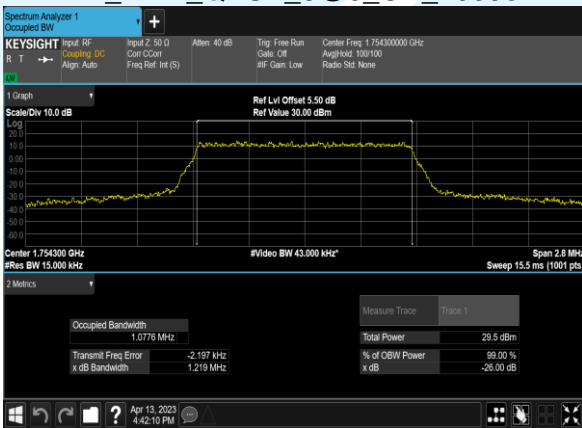 Spectrum Analyzer 1
Occupied BW
+
KEYSIGHT Input: RF Input Z: 50 Ω Atten: 40 dB Trig: Free Run Center Freq: 1.754300000 GHz
R T Coupling: DC Corr CCorr Gate: Off Avg|Hold: 100/100
Align: Auto Freq Ref: Int (S) #IF Gain: Low Radio Std: None
LW
1 Graph
Ref Lvl Offset 5.50 dB
Scale/Div 10.0 dB Ref Value 30.00 dBm
Log
20.0
10.0
0.00
-10.0
-20.0
-30.0
-40.0
-50.0
-60.0
Center 1.754300 GHz #Video BW 43.000 kHz* Span 2.8 MHz
#Res BW 15.000 kHz Sweep 15.5 ms (1001 pts)
2 Metrics
Measure Trace Trace 1
Occupied Bandwidth
1.0776 MHz Total Power 29.5 dBm
Transmit Freq Error -2.197 kHz % of OBW Power 99.00 %
x dB Bandwidth 1.219 MHz x dB -26.00 dB
? Apr 13, 2023
4:42:10 PM